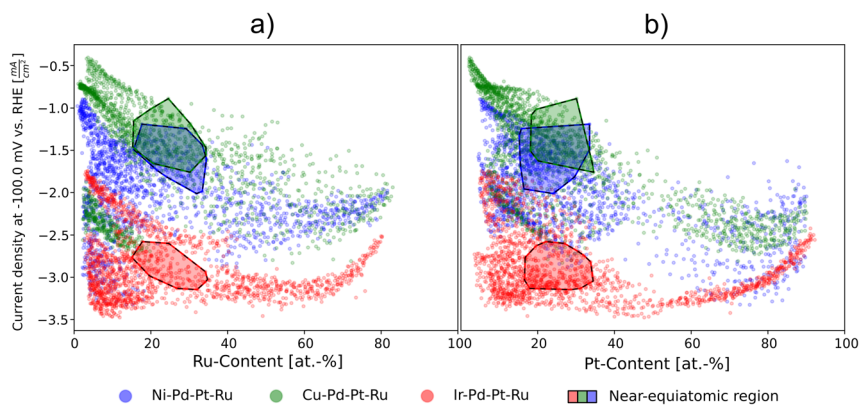 a)
b)
Current density at -100.0 mV vs. RHE [mA/cm²]
−0.5
−1.0
−1.5
−2.0
−2.5
−3.0
−3.5
0
20
40
60
80
100
20
40
60
80
100
Ru-Content [at.-%]
Pt-Content [at.-%]
Ni-Pd-Pt-Ru
Cu-Pd-Pt-Ru
Ir-Pd-Pt-Ru
Near-equiatomic region